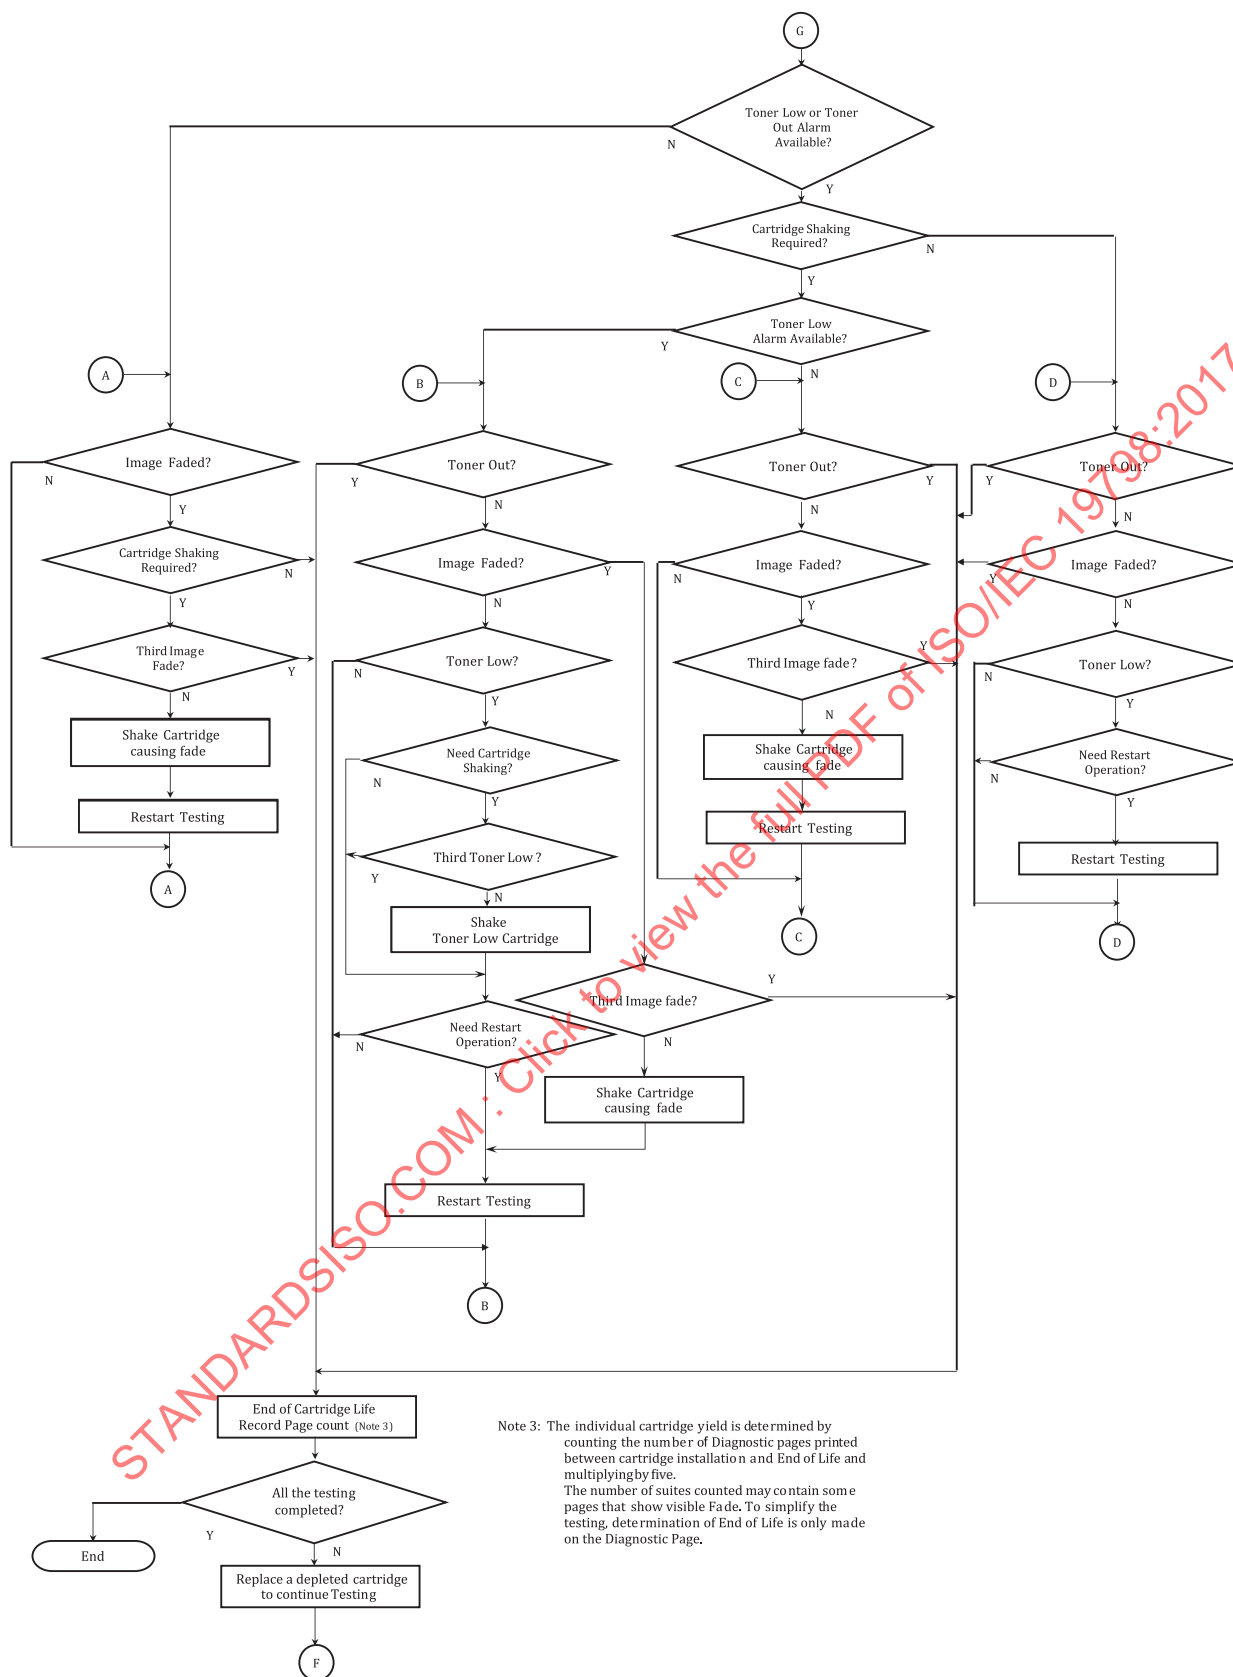 G
Toner Low or Toner
Out Alarm
Available?
N
Y
Cartridge Shaking
Required?
N
Y
Toner Low
Alarm Available?
Y
N
A
B
C
D
Image Faded?
N
Y
Cartridge Shaking
Required?
N
Y
Third Image
Fade?
Y
N
Shake Cartridge
causing fade
Restart Testing
A
Toner Out?
Y
N
Image Faded?
Y
N
Toner Low?
N
Y
Need Cartridge
Shaking?
N
Y
Third Toner Low ?
Y
N
Shake
Toner Low Cartridge
Need Restart
Operation?
N
Y
Third Image fade?
Y
N
Shake Cartridge
causing fade
Restart Testing
B
Toner Out?
Y
N
Image Faded?
N
Y
Third Image fade ?
Y
N
Shake Cartridge
causing fade
Restart Testing
C
Toner Out?
Y
N
Image Faded?
Y
N
Toner Low?
N
Y
Need Restart
Operation?
N
Y
Restart Testing
D
End of Cartridge Life
Record Page count (Note 3)
All the testing
completed?
Y
N
End
Replace a depleted cartridge
to continue Testing
F
Note 3: The individual cartridge yield is determined by
counting the number of Diagnostic pages printed
between cartridge installation and End of Life and
multiplying by five.
The number of suites counted may contain some
pages that show visible Fade. To simplify the
testing, determination of End of Life is only made
on the Diagnostic Page.
STANDARDSISO.COM : Click to view the full PDF of ISO/IEC 19798:2017